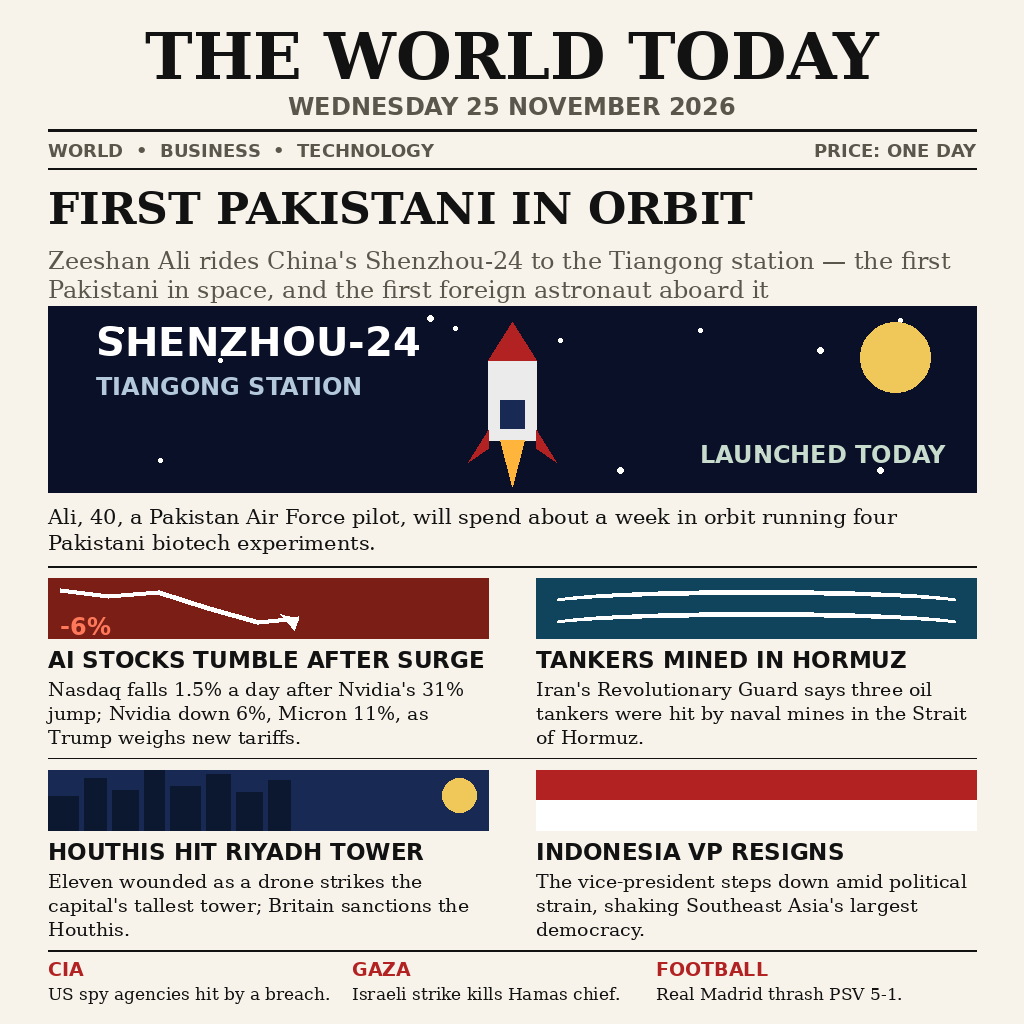 THE WORLD TODAY
WEDNESDAY 25 NOVEMBER 2026
WORLD • BUSINESS • TECHNOLOGY
PRICE: ONE DAY
FIRST PAKISTANI IN ORBIT
Zeeshan Ali rides China's Shenzhou-24 to the Tiangong station — the first
Pakistani in space, and the first foreign astronaut aboard it
SHENZHOU-24
TIANGONG STATION
LAUNCHED TODAY
Ali, 40, a Pakistan Air Force pilot, will spend about a week in orbit running four
Pakistani biotech experiments.
-6%
AI STOCKS TUMBLE AFTER SURGE
Nasdaq falls 1.5% a day after Nvidia's 31%
jump; Nvidia down 6%, Micron 11%, as
Trump weighs new tariffs.
TANKERS MINED IN HORMUZ
Iran's Revolutionary Guard says three oil
tankers were hit by naval mines in the Strait
of Hormuz.
HOUTHIS HIT RIYADH TOWER
Eleven wounded as a drone strikes the
capital's tallest tower; Britain sanctions the
Houthis.
INDONESIA VP RESIGNS
The vice-president steps down amid political
strain, shaking Southeast Asia's largest
democracy.
CIA
US spy agencies hit by a breach.
GAZA
Israeli strike kills Hamas chief.
FOOTBALL
Real Madrid thrash PSV 5-1.